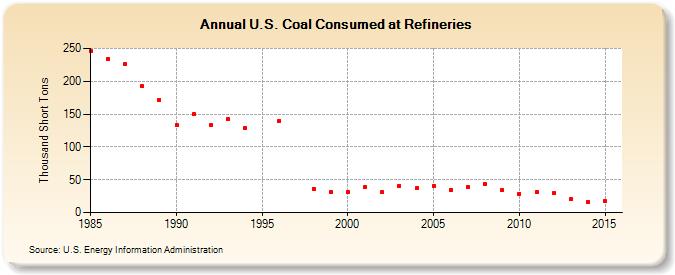 Annual U.S. Coal Consumed at Refineries
Thousand Short Tons
250
200
150
100
50
0
1985 1990 1995 2000 2005 2010 2015
Source: U.S. Energy Information Administration